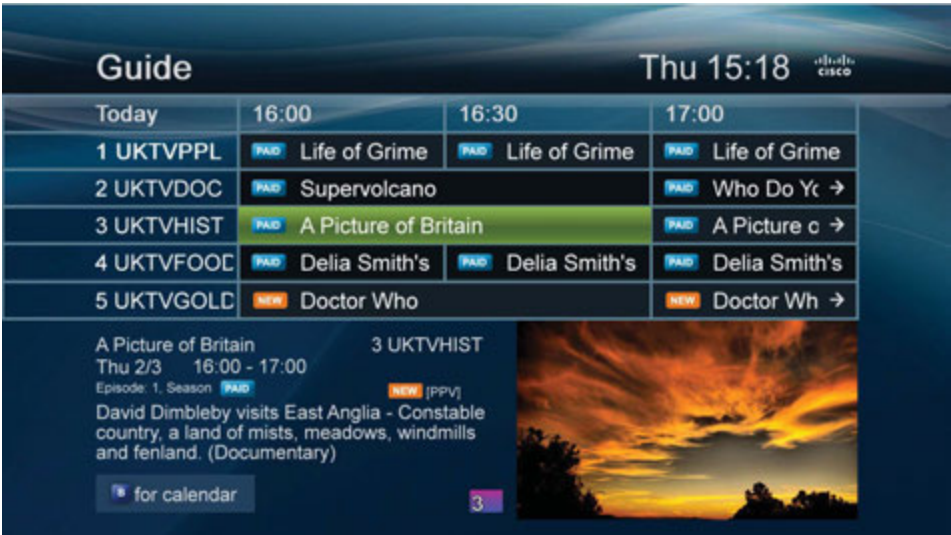 Guide
Thu 15:18
cisco
Today 16:00 16:30 17:00
1 UKTVPPL PAID Life of Grime PAID Life of Grime PAID Life of Grime
2 UKTVDOC PAID Supervolcano PAID Who Do Yo →
3 UKTVHIST PAID A Picture of Britain PAID A Picture o →
4 UKTVFOOD PAID Delia Smith's PAID Delia Smith's PAID Delia Smith's
5 UKTVGOLD NEW Doctor Who NEW Doctor Wh →
A Picture of Britain 3 UKTVHIST
Thu 2/3 16:00 - 17:00
Episode: 1, Season PAID NEW [PPV]
David Dimbleby visits East Anglia - Constable
country, a land of mists, meadows, windmills
and fenland. (Documentary)
B for calendar
3